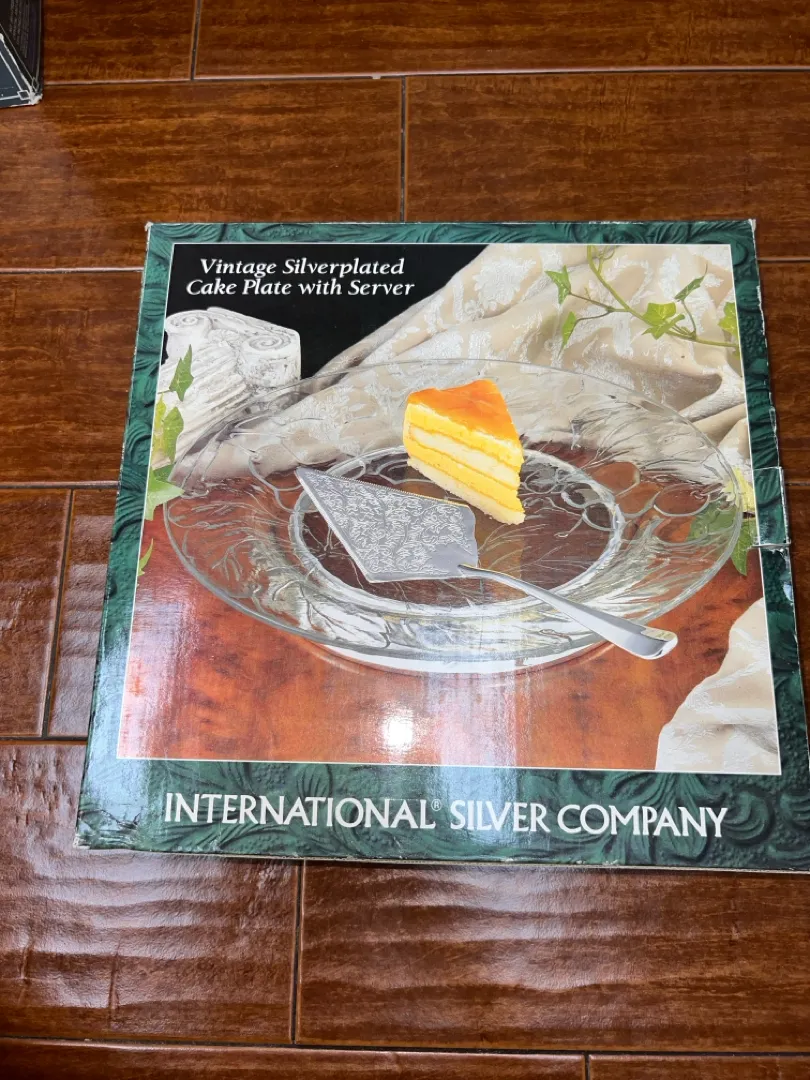 Vintage Silverplated
Cake Plate with Server
INTERNATIONAL® SILVER COMPANY